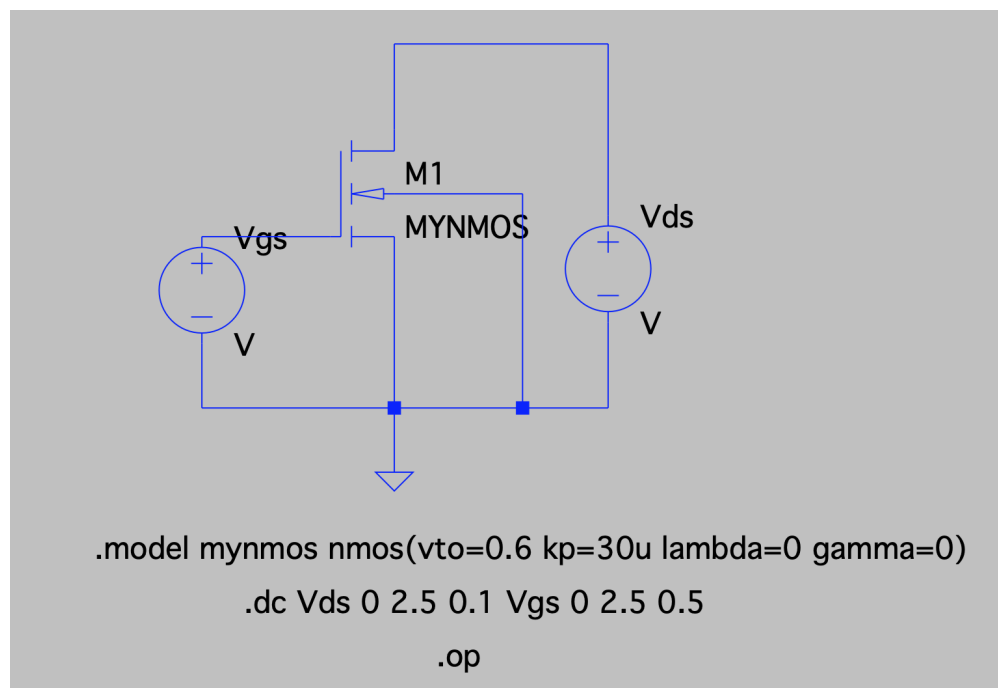 M1
Vds
MYNMOS
Vgs
+
+
−
−
V
V
.model mynmos nmos(vto=0.6 kp=30u lambda=0 gamma=0)
.dc Vds 0 2.5 0.1 Vgs 0 2.5 0.5
.op